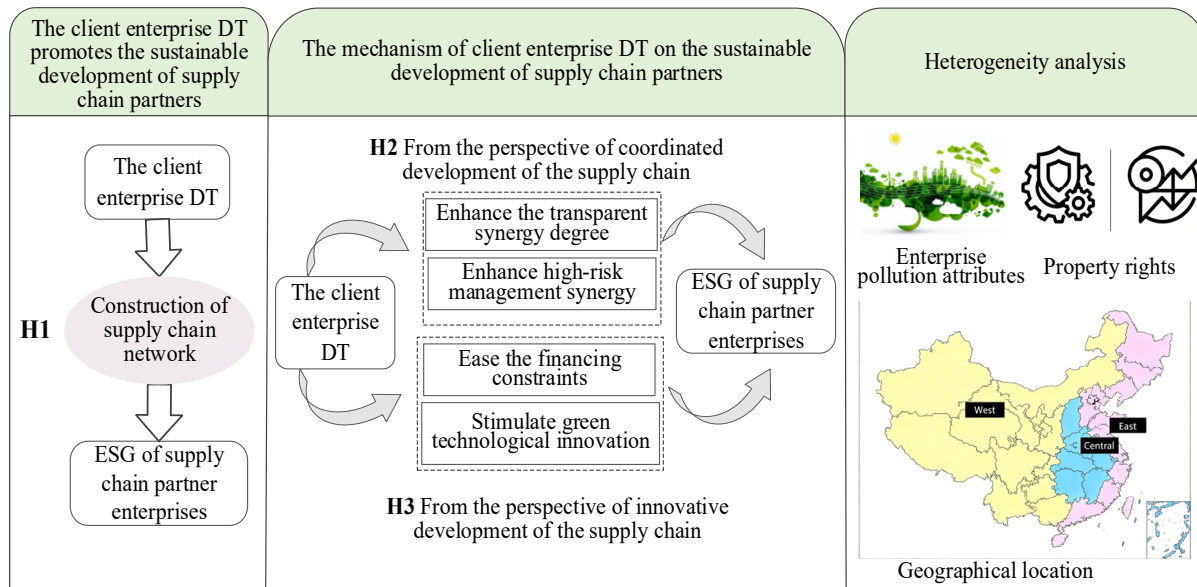 The client enterprise DT
promotes the sustainable
development of supply
chain partners
The client
enterprise DT
H1
Construction of
supply chain
network
ESG of supply
chain partner
enterprises
The mechanism of client enterprise DT on the sustainable
development of supply chain partners
H2 From the perspective of coordinated
development of the supply chain
Enhance the transparent
synergy degree
Enhance high-risk
management synergy
The client
enterprise
DT
ESG of supply
chain partner
enterprises
Ease the financing
constraints
Stimulate green
technological innovation
H3 From the perspective of innovative
development of the supply chain
Heterogeneity analysis
Enterprise
pollution attributes
Property rights
West
East
Central
Geographical location